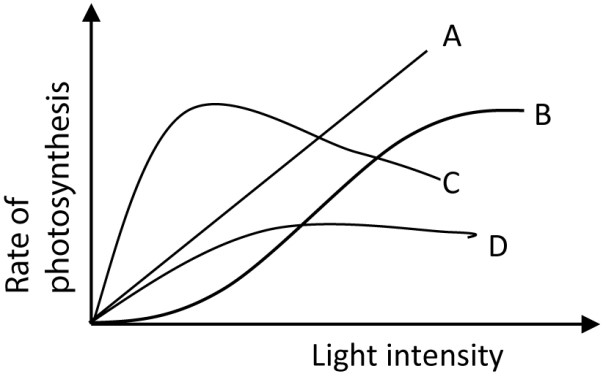 A
B
C
D
Rate of
photosynthesis
Light intensity